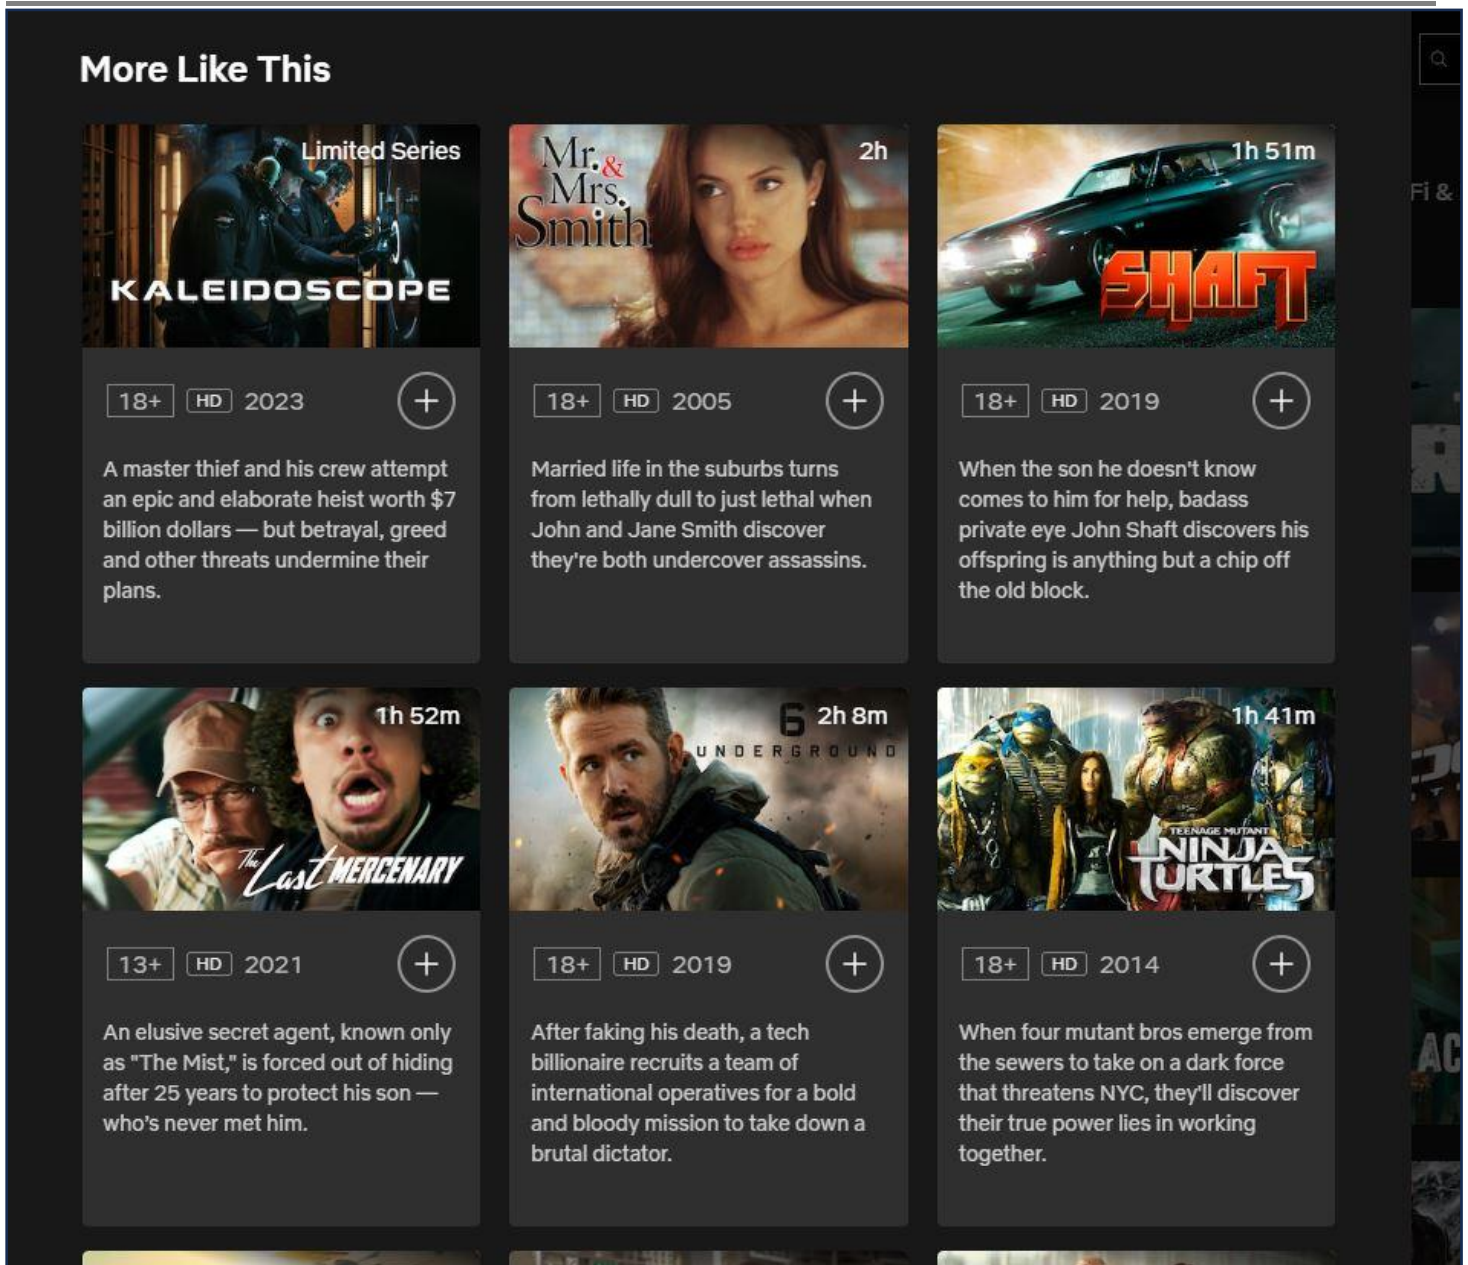 More Like This
Limited Series
KALEIDOSCOPE
18+ HD 2023
A master thief and his crew attempt
an epic and elaborate heist worth $7
billion dollars — but betrayal, greed
and other threats undermine their
plans.
Mr. &
Mrs.
Smith
2h
18+ HD 2005
Married life in the suburbs turns
from lethally dull to just lethal when
John and Jane Smith discover
they're both undercover assassins.
1h 51m
SHAFT
18+ HD 2019
When the son he doesn't know
comes to him for help, badass
private eye John Shaft discovers his
offspring is anything but a chip off
the old block.
Fi &
1h 52m
The Last MERCENARY
13+ HD 2021
An elusive secret agent, known only
as "The Mist," is forced out of hiding
after 25 years to protect his son —
who's never met him.
6
2h 8m
UNDERGROUND
18+ HD 2019
After faking his death, a tech
billionaire recruits a team of
international operatives for a bold
and bloody mission to take down a
brutal dictator.
1h 41m
TEENAGE MUTANT
NINJA
TURTLES
18+ HD 2014
When four mutant bros emerge from
the sewers to take on a dark force
that threatens NYC, they'll discover
their true power lies in working
together.
AC